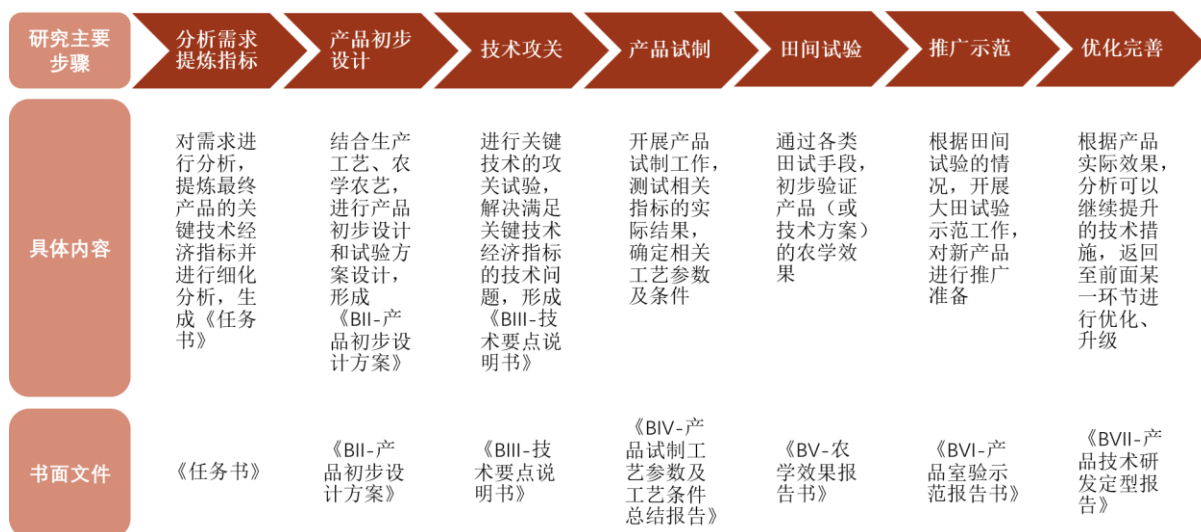 研究主要
步骤
分析需求
提炼指标
产品初步
设计
技术攻关
产品试制
田间试验
推广示范
优化完善
具体内容
对需求进
行分析，
提炼最终
产品的关
键技术经
济指标并
进行细化
分析，生
成《任务
书》
结合生产
工艺、农
学农艺，
进行产品
初步设计
和试验方
案设计，
形成
《BII-产
品初步设
计方案》
进行关键
技术的攻
关试验，
解决满足
关键技术
经济指标
的技术问
题，形成
《BIII-技
术要点说
明书》
开展产品
试制工作，
测试相关
指标的实
际结果，
确定相关
工艺参数
及条件
通过各类
田试手段，
初步验证
产品（或
技术方案）
的农学效
果
根据田间
试验的情
况，开展
大田试验
示范工作，
对新产品
进行推广
准备
根据产品
实际效果，
分析可以
继续提升
的技术措
施，返回
至前面某
一环节进
行优化、
升级
书面文件
《任务书》
《BII-产
品初步设
计方案》
《BIII-技
术要点说
明书》
《BIV-产
品试制工
艺参数及
工艺条件
总结报告》
《BV-农
学效果报
告书》
《BVI-产
品室验示
范报告书》
《BVII-产
品技术研
发定型报
告》